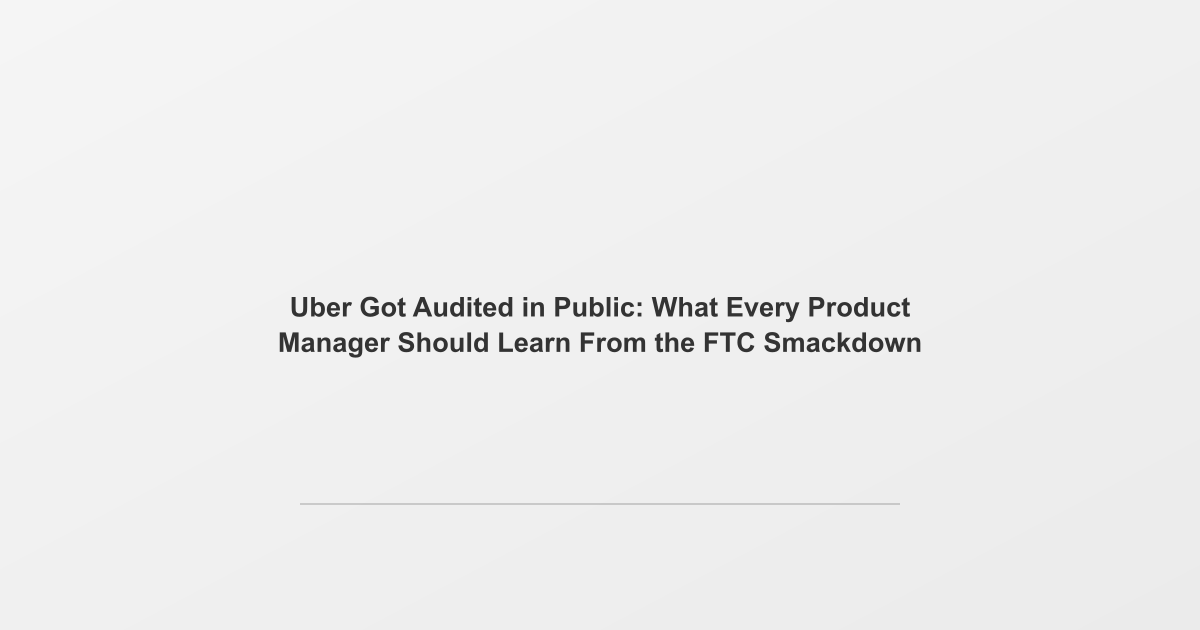 Uber Got Audited in Public: What Every Product
Manager Should Learn From the FTC Smackdown